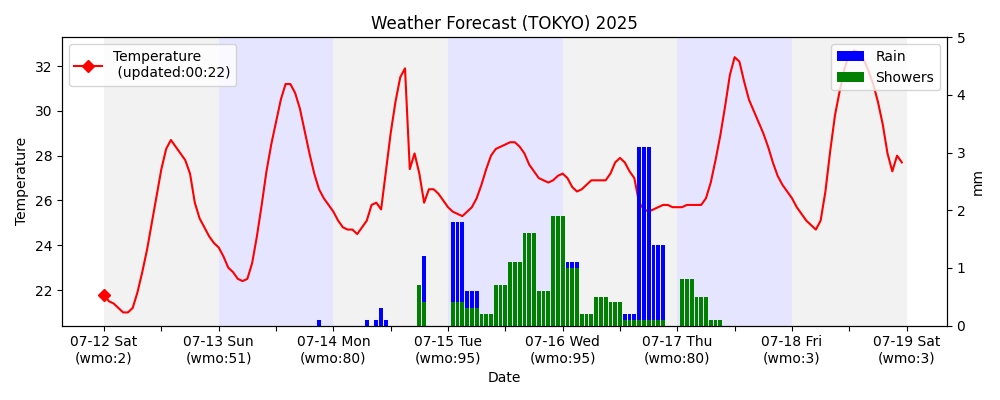 Weather Forecast (TOKYO) 2025
Temperature
(updated:00:22)
Rain
Showers
Temperature
32
30
28
26
24
22
5
4
3
2
1
0
mm
07-12 Sat
(wmo:2)
07-13 Sun
(wmo:51)
07-14 Mon
(wmo:80)
07-15 Tue
(wmo:95)
07-16 Wed
(wmo:95)
07-17 Thu
(wmo:80)
07-18 Fri
(wmo:3)
07-19 Sat
(wmo:3)
Date